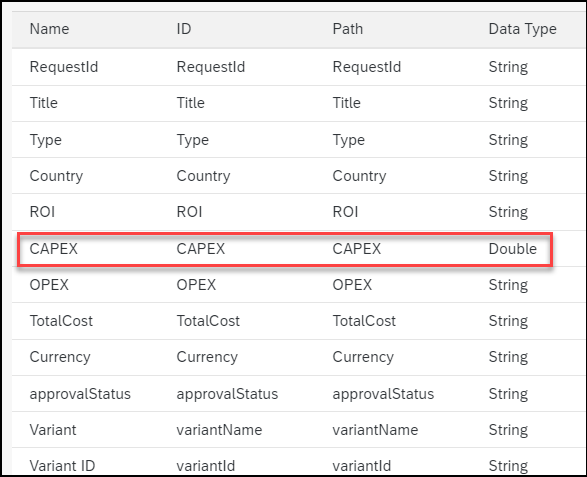 Name ID Path Data Type
RequestId RequestId RequestId String
Title Title Title String
Type Type Type String
Country Country Country String
ROI ROI ROI String
CAPEX CAPEX CAPEX Double
OPEX OPEX OPEX String
TotalCost TotalCost TotalCost String
Currency Currency Currency String
approvalStatus approvalStatus approvalStatus String
Variant variantName variantName String
Variant ID variantId variantId String